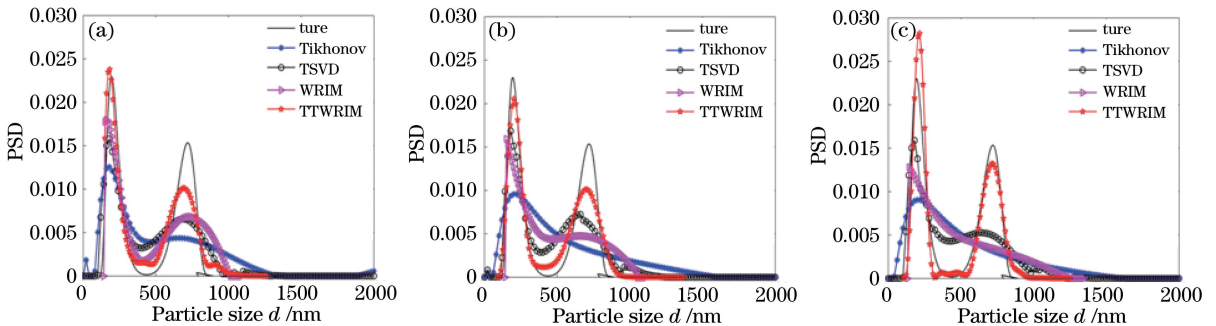 (a)
ture
Tikhonov
TSVD
WRIM
TTWRIM
0.030
0.025
0.020
0.015
0.010
0.005
0
PSD
0 500 1000 1500 2000
Particle size d /nm
(b)
ture
Tikhonov
TSVD
WRIM
TTWRIM
0.030
0.025
0.020
0.015
0.010
0.005
0
PSD
0 500 1000 1500 2000
Particle size d /nm
(c)
ture
Tikhonov
TSVD
WRIM
TTWRIM
0.030
0.025
0.020
0.015
0.010
0.005
0
PSD
0 500 1000 1500 2000
Particle size d /nm